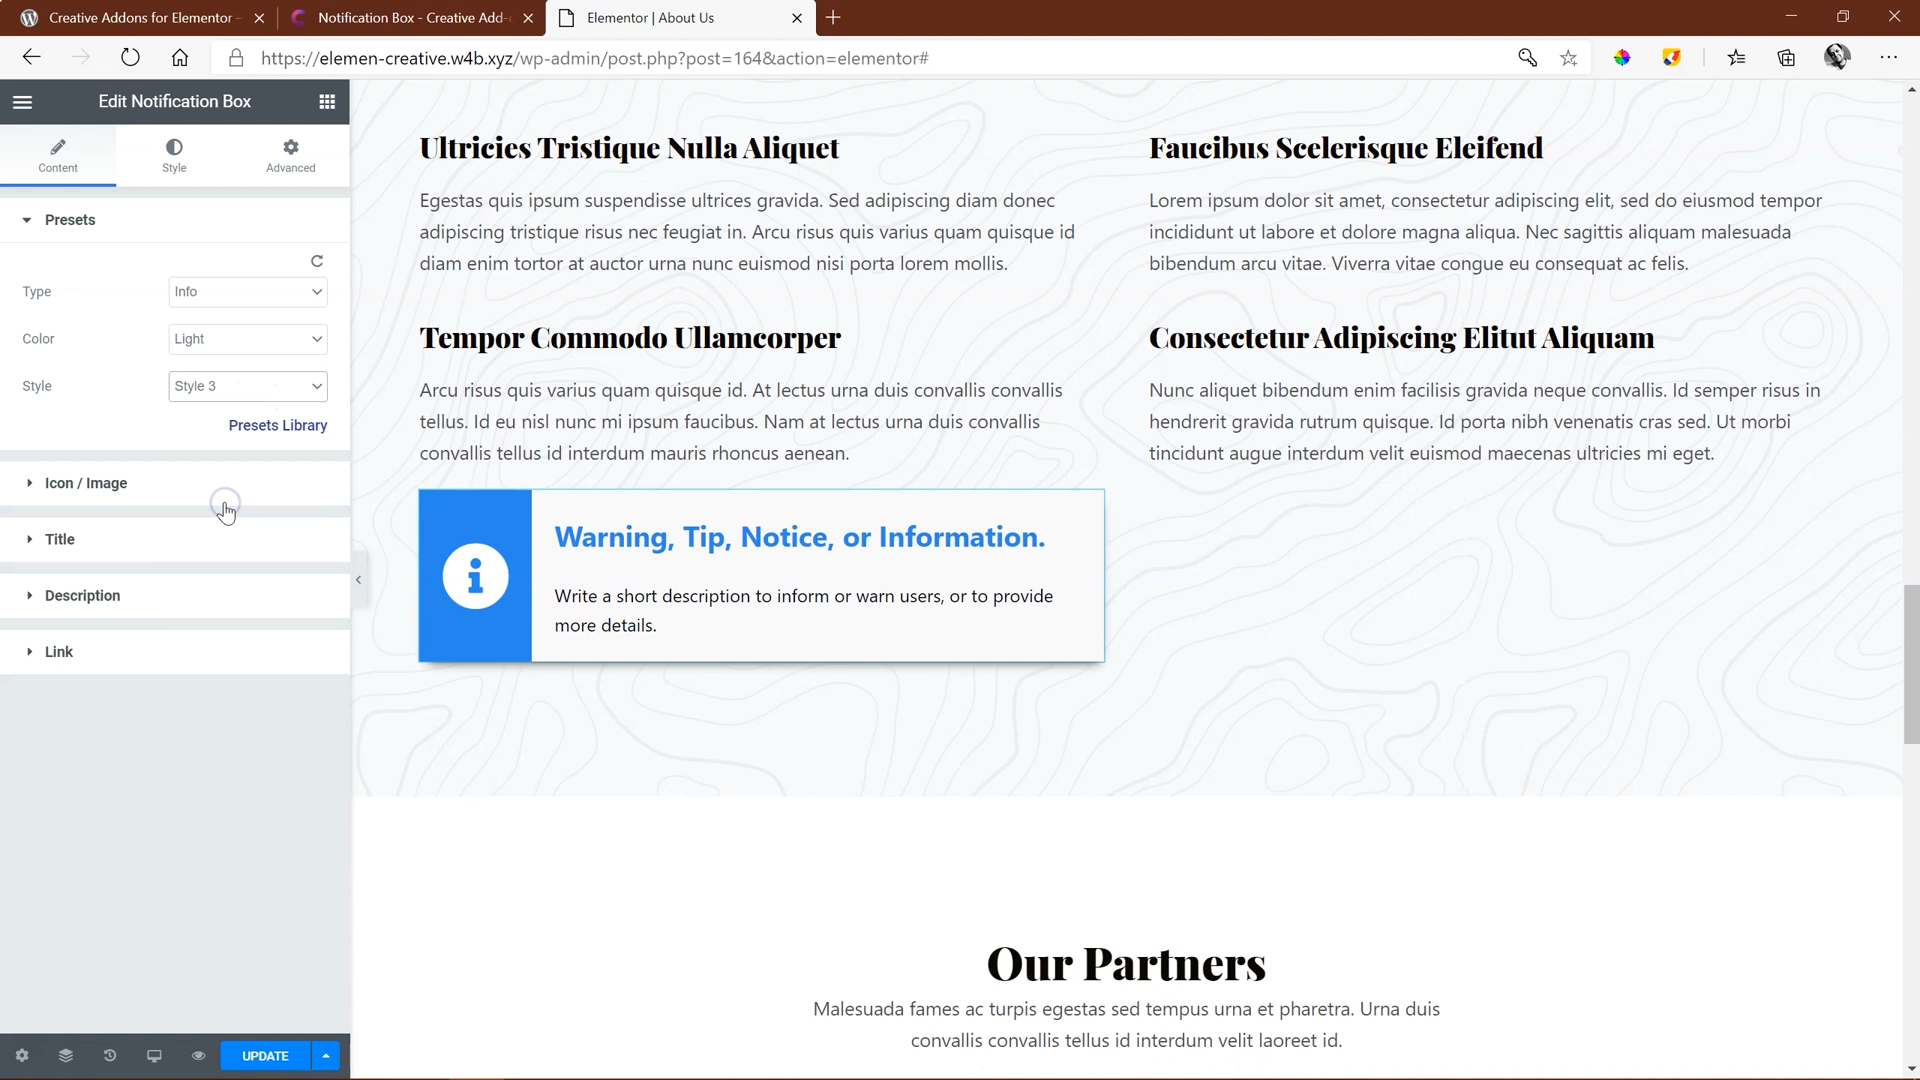 Creative Addons for Elementor -
Notification Box - Creative Add-
Elementor | About Us
https://elemen-creative.w4b.xyz/wp-admin/post.php?post=164&action=elementor#
Edit Notification Box
Content
Style
Advanced
Presets
Type
Info
Color
Light
Style
Style 3
Presets Library
Icon / Image
Title
Description
Link
UPDATE
Ultricies Tristique Nulla Aliquet
Egestas quis ipsum suspendisse ultrices gravida. Sed adipiscing diam donec
adipiscing tristique risus nec feugiat in. Arcu risus quis varius quam quisque id
diam enim tortor at auctor urna nunc euismod nisi porta lorem mollis.
Faucibus Scelerisque Eleifend
Lorem ipsum dolor sit amet, consectetur adipiscing elit, sed do eiusmod tempor
incididunt ut labore et dolore magna aliqua. Nec sagittis aliquam malesuada
bibendum arcu vitae. Viverra vitae congue eu consequat ac felis.
Tempor Commodo Ullamcorper
Arcu risus quis varius quam quisque id. At lectus urna duis convallis convallis
tellus. Id eu nisl nunc mi ipsum faucibus. Nam at lectus urna duis convallis
convallis tellus id interdum mauris rhoncus aenean.
Consectetur Adipiscing Elitut Aliquam
Nunc aliquet bibendum enim facilisis gravida neque convallis. Id semper risus in
hendrerit gravida rutrum quisque. Id porta nibh venenatis cras sed. Ut morbi
tincidunt augue interdum velit euismod maecenas ultricies mi eget.
Warning, Tip, Notice, or Information.
Write a short description to inform or warn users, or to provide
more details.
Our Partners
Malesuada fames ac turpis egestas sed tempus urna et pharetra. Urna duis
convallis convallis tellus id interdum velit laoreet id.